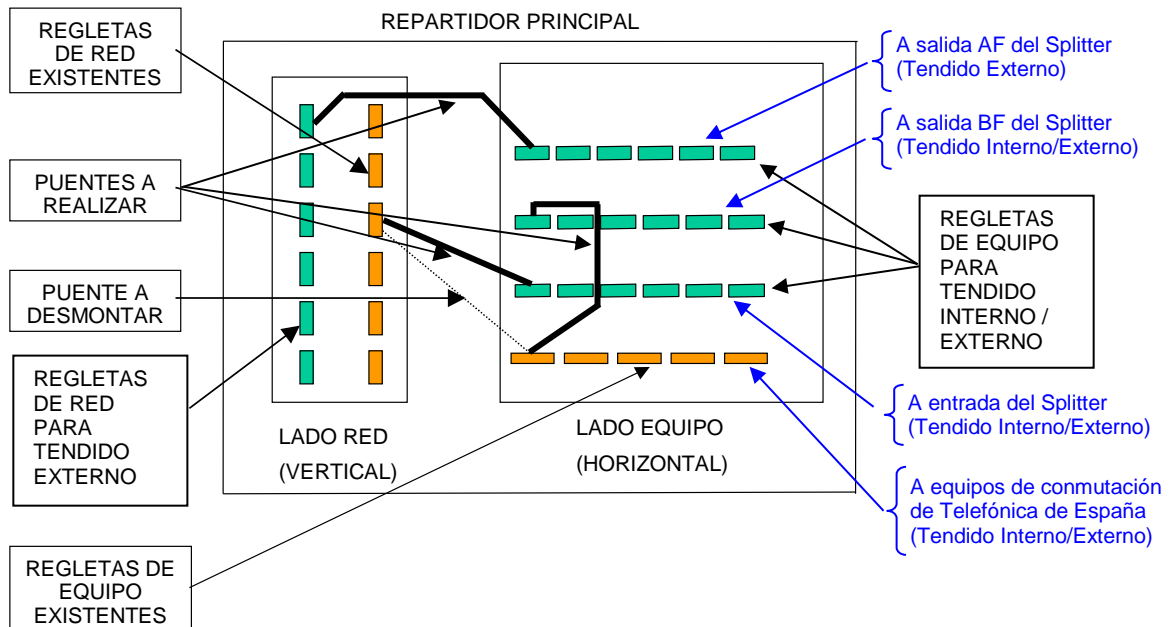 REPARTIDOR PRINCIPAL
REGLETAS
DE RED
EXISTENTES
PUENTES A
REALIZAR
PUENTE A
DESMONTAR
REGLETAS
DE RED
PARA
TENDIDO
EXTERNO
REGLETAS DE
EQUIPO
EXISTENTES
LADO RED
(VERTICAL)
LADO EQUIPO
(HORIZONTAL)
A salida AF del Splitter
(Tendido Externo)
A salida BF del Splitter
(Tendido Interno/Externo)
REGLETAS
DE EQUIPO
PARA
TENDIDO
INTERNO /
EXTERNO
A entrada del Splitter
(Tendido Interno/Externo)
A equipos de conmutación
de Telefónica de España
(Tendido Interno/Externo)